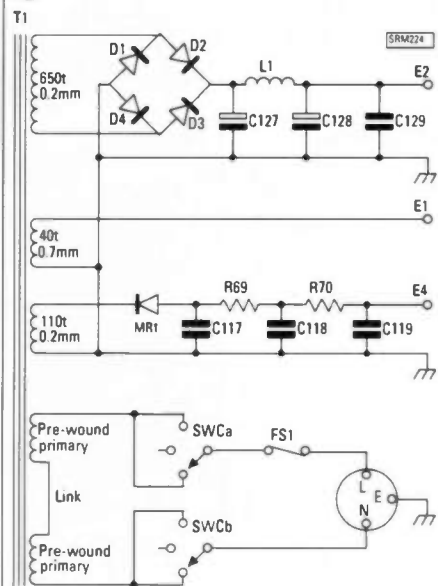 T1
SRM224
D1
D2
L1
E2
650t
0.2mm
D4
D3
C127
C128
C129
E1
40t
0.7mm
R69
R70
E4
110t
0.2mm
MR1
C117
C118
C119
Pre-wound
primary
SWCa
FS1
Link
L
E
N
SWCb
Pre-wound
primary